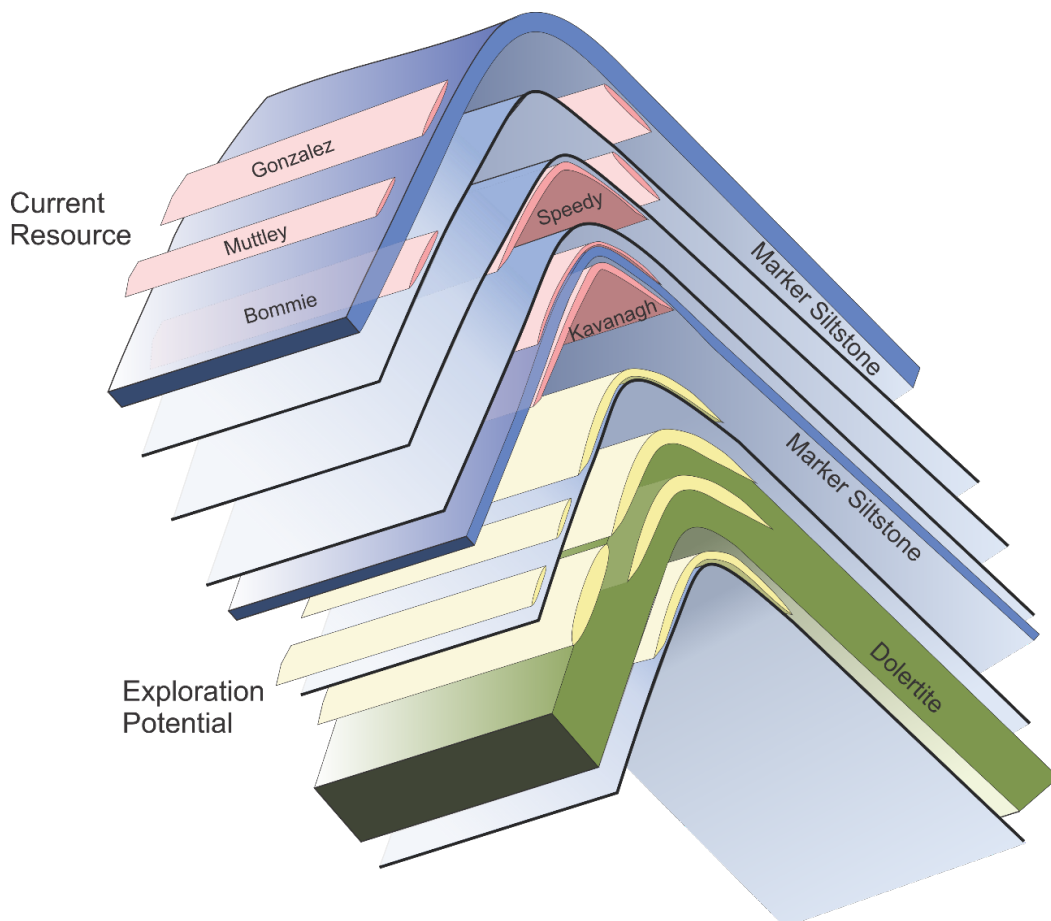 Gonzalez
Current
Resource
Muttley
Speedy
Bommie
Marker Siltstone
Kavanagh
Marker Siltstone
Dolertite
Exploration
Potential